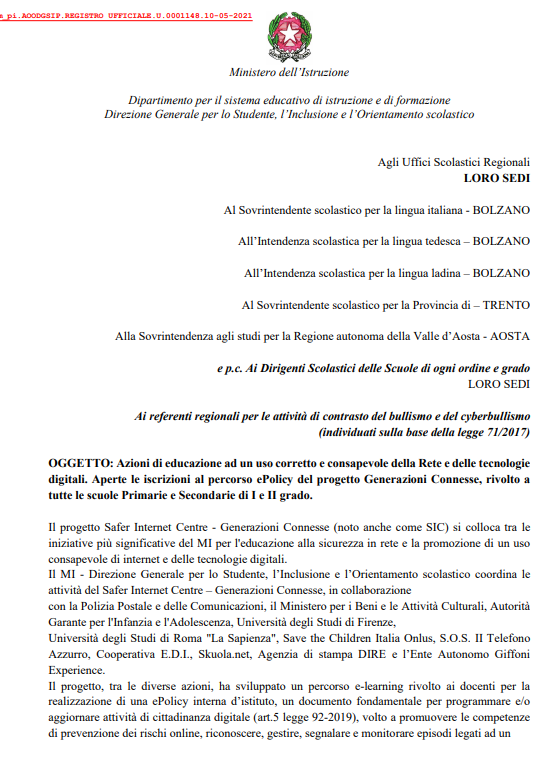 _pi.AOODGSIP.REGISTRO UFFICIALE.U.0001148.10-05-2021
Ministero dell'Istruzione
Dipartimento per il sistema educativo di istruzione e di formazione
Direzione Generale per lo Studente, l'Inclusione e l'Orientamento scolastico
Agli Uffici Scolastici Regionali
LORO SEDI
Al Sovrintendente scolastico per la lingua italiana - BOLZANO
All'Intendenza scolastica per la lingua tedesca – BOLZANO
All'Intendenza scolastica per la lingua ladina – BOLZANO
Al Sovrintendente scolastico per la Provincia di – TRENTO
Alla Sovrintendenza agli studi per la Regione autonoma della Valle d'Aosta - AOSTA
e p.c. Ai Dirigenti Scolastici delle Scuole di ogni ordine e grado
LORO SEDI
Ai referenti regionali per le attività di contrasto del bullismo e del cyberbullismo
(individuati sulla base della legge 71/2017)
OGGETTO: Azioni di educazione ad un uso corretto e consapevole della Rete e delle tecnologie
digitali. Aperte le iscrizioni al percorso ePolicy del progetto Generazioni Connesse, rivolto a
tutte le scuole Primarie e Secondarie di I e II grado.
Il progetto Safer Internet Centre - Generazioni Connesse (noto anche come SIC) si colloca tra le
iniziative più significative del MI per l'educazione alla sicurezza in rete e la promozione di un uso
consapevole di internet e delle tecnologie digitali.
Il MI - Direzione Generale per lo Studente, l'Inclusione e l'Orientamento scolastico coordina le
attività del Safer Internet Centre – Generazioni Connesse, in collaborazione
con la Polizia Postale e delle Comunicazioni, il Ministero per i Beni e le Attività Culturali, Autorità
Garante per l'Infanzia e l'Adolescenza, Università degli Studi di Firenze,
Università degli Studi di Roma "La Sapienza", Save the Children Italia Onlus, S.O.S. Il Telefono
Azzurro, Cooperativa E.D.I., Skuola.net, Agenzia di stampa DIRE e l'Ente Autonomo Giffoni
Experience.
Il progetto, tra le diverse azioni, ha sviluppato un percorso e-learning rivolto ai docenti per la
realizzazione di una ePolicy interna d'istituto, un documento fondamentale per programmare e/o
aggiornare attività di cittadinanza digitale (art.5 legge 92-2019), volto a promuovere le competenze
di prevenzione dei rischi online, riconoscere, gestire, segnalare e monitorare episodi legati ad un